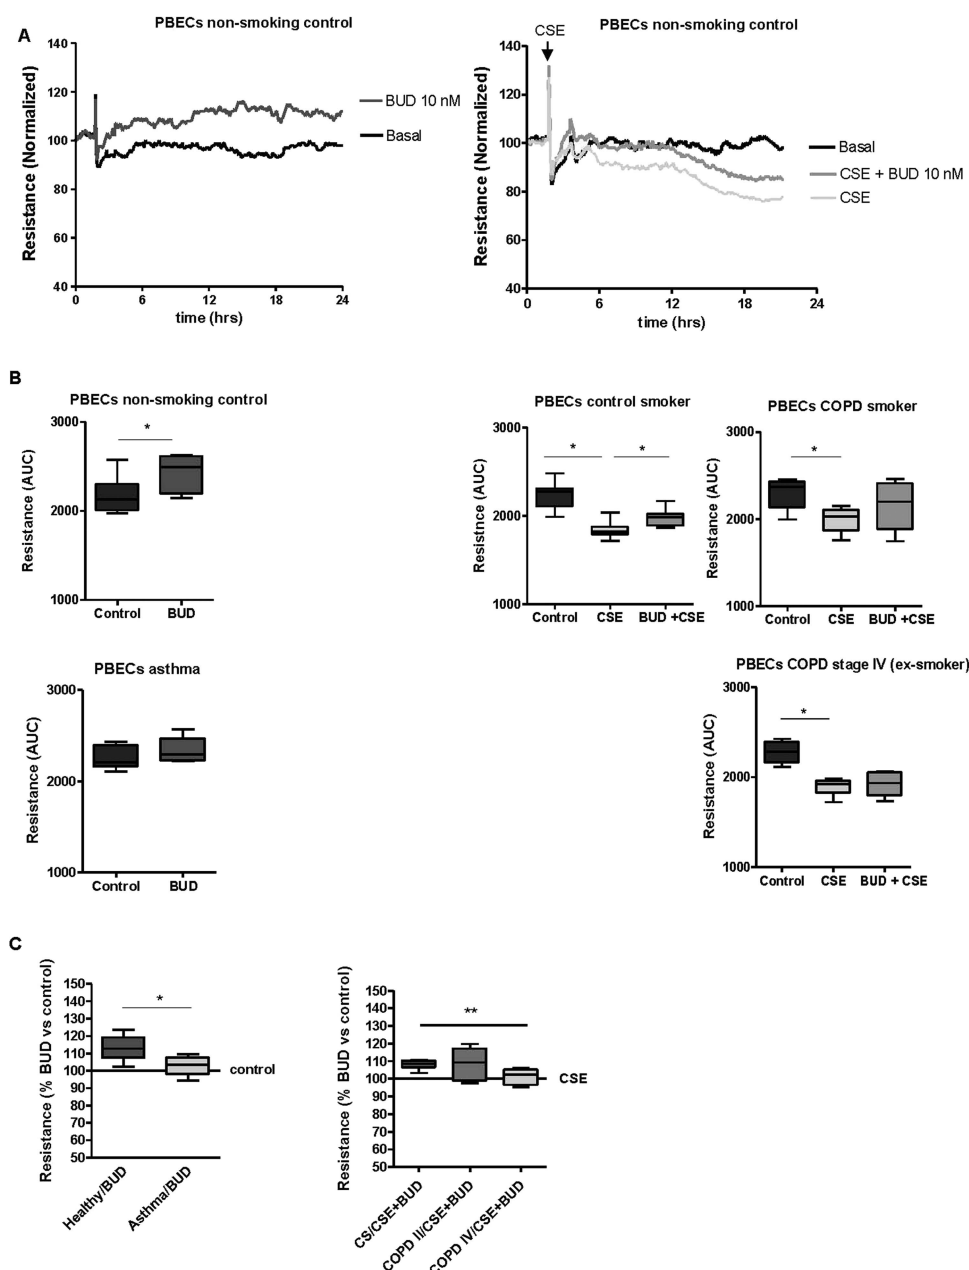 A
PBECs non-smoking control
Resistance (Normalized)
140
120
100
80
60
40
0
6
12
18
24
time (hrs)
BUD 10 nM
Basal
PBECs non-smoking control
CSE
Resistance (Normalized)
140
120
100
80
60
40
0
6
12
18
24
time (hrs)
Basal
CSE + BUD 10 nM
CSE
B
PBECs non-smoking control
Resistance (AUC)
3000
2000
1000
*
Control
BUD
PBECs control smoker
Resistnce (AUC)
3000
2000
1000
*
*
Control
CSE
BUD +CSE
PBECs COPD smoker
Resistance (AUC)
3000
2000
1000
*
Control
CSE
BUD +CSE
PBECs asthma
Resistance (AUC)
3000
2000
1000
Control
BUD
PBECs COPD stage IV (ex-smoker)
Resistance (AUC)
3000
2000
1000
*
Control
CSE
BUD + CSE
C
Resistance (% BUD vs control)
150
140
130
120
110
100
90
80
70
60
50
*
control
Healthy/BUD
Asthma/BUD
Resistance (% BUD vs control)
150
140
130
120
110
100
90
80
70
60
50
**
CSE
CS/CSE+BUD
COPD II/CSE+BUD
COPD IV/CSE+BUD